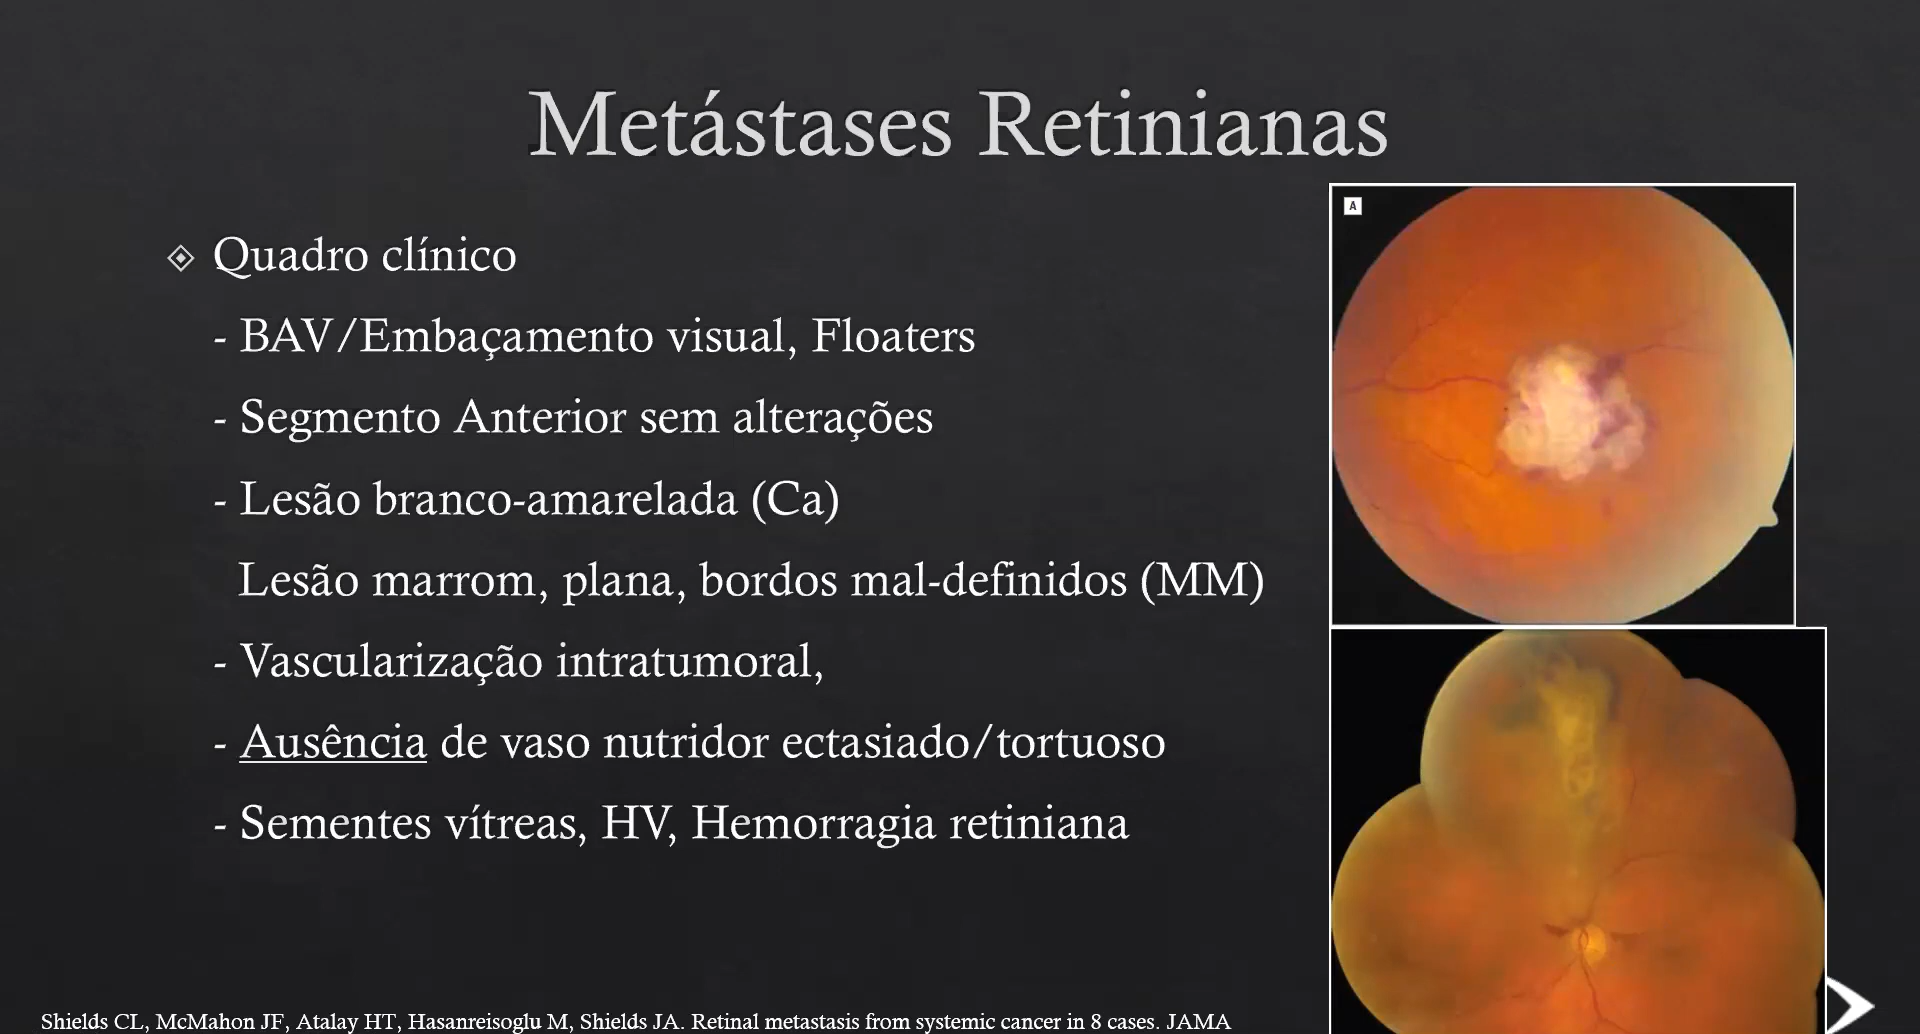 Metástases Retinianas
Quadro clínico
- BAV/Embaçamento visual, Floaters
- Segmento Anterior sem alterações
- Lesão branco-amarelada (Ca)
Lesão marrom, plana, bordos mal-definidos (MM)
- Vascularização intratumoral,
- Ausência de vaso nutridor ectasiado/tortuoso
- Sementes vítreas, HV, Hemorragia retiniana
A
Shields CL, McMahon JF, Atalay HT, Hasanreisoglu M, Shields JA. Retinal metastasis from systemic cancer in 8 cases. JAMA